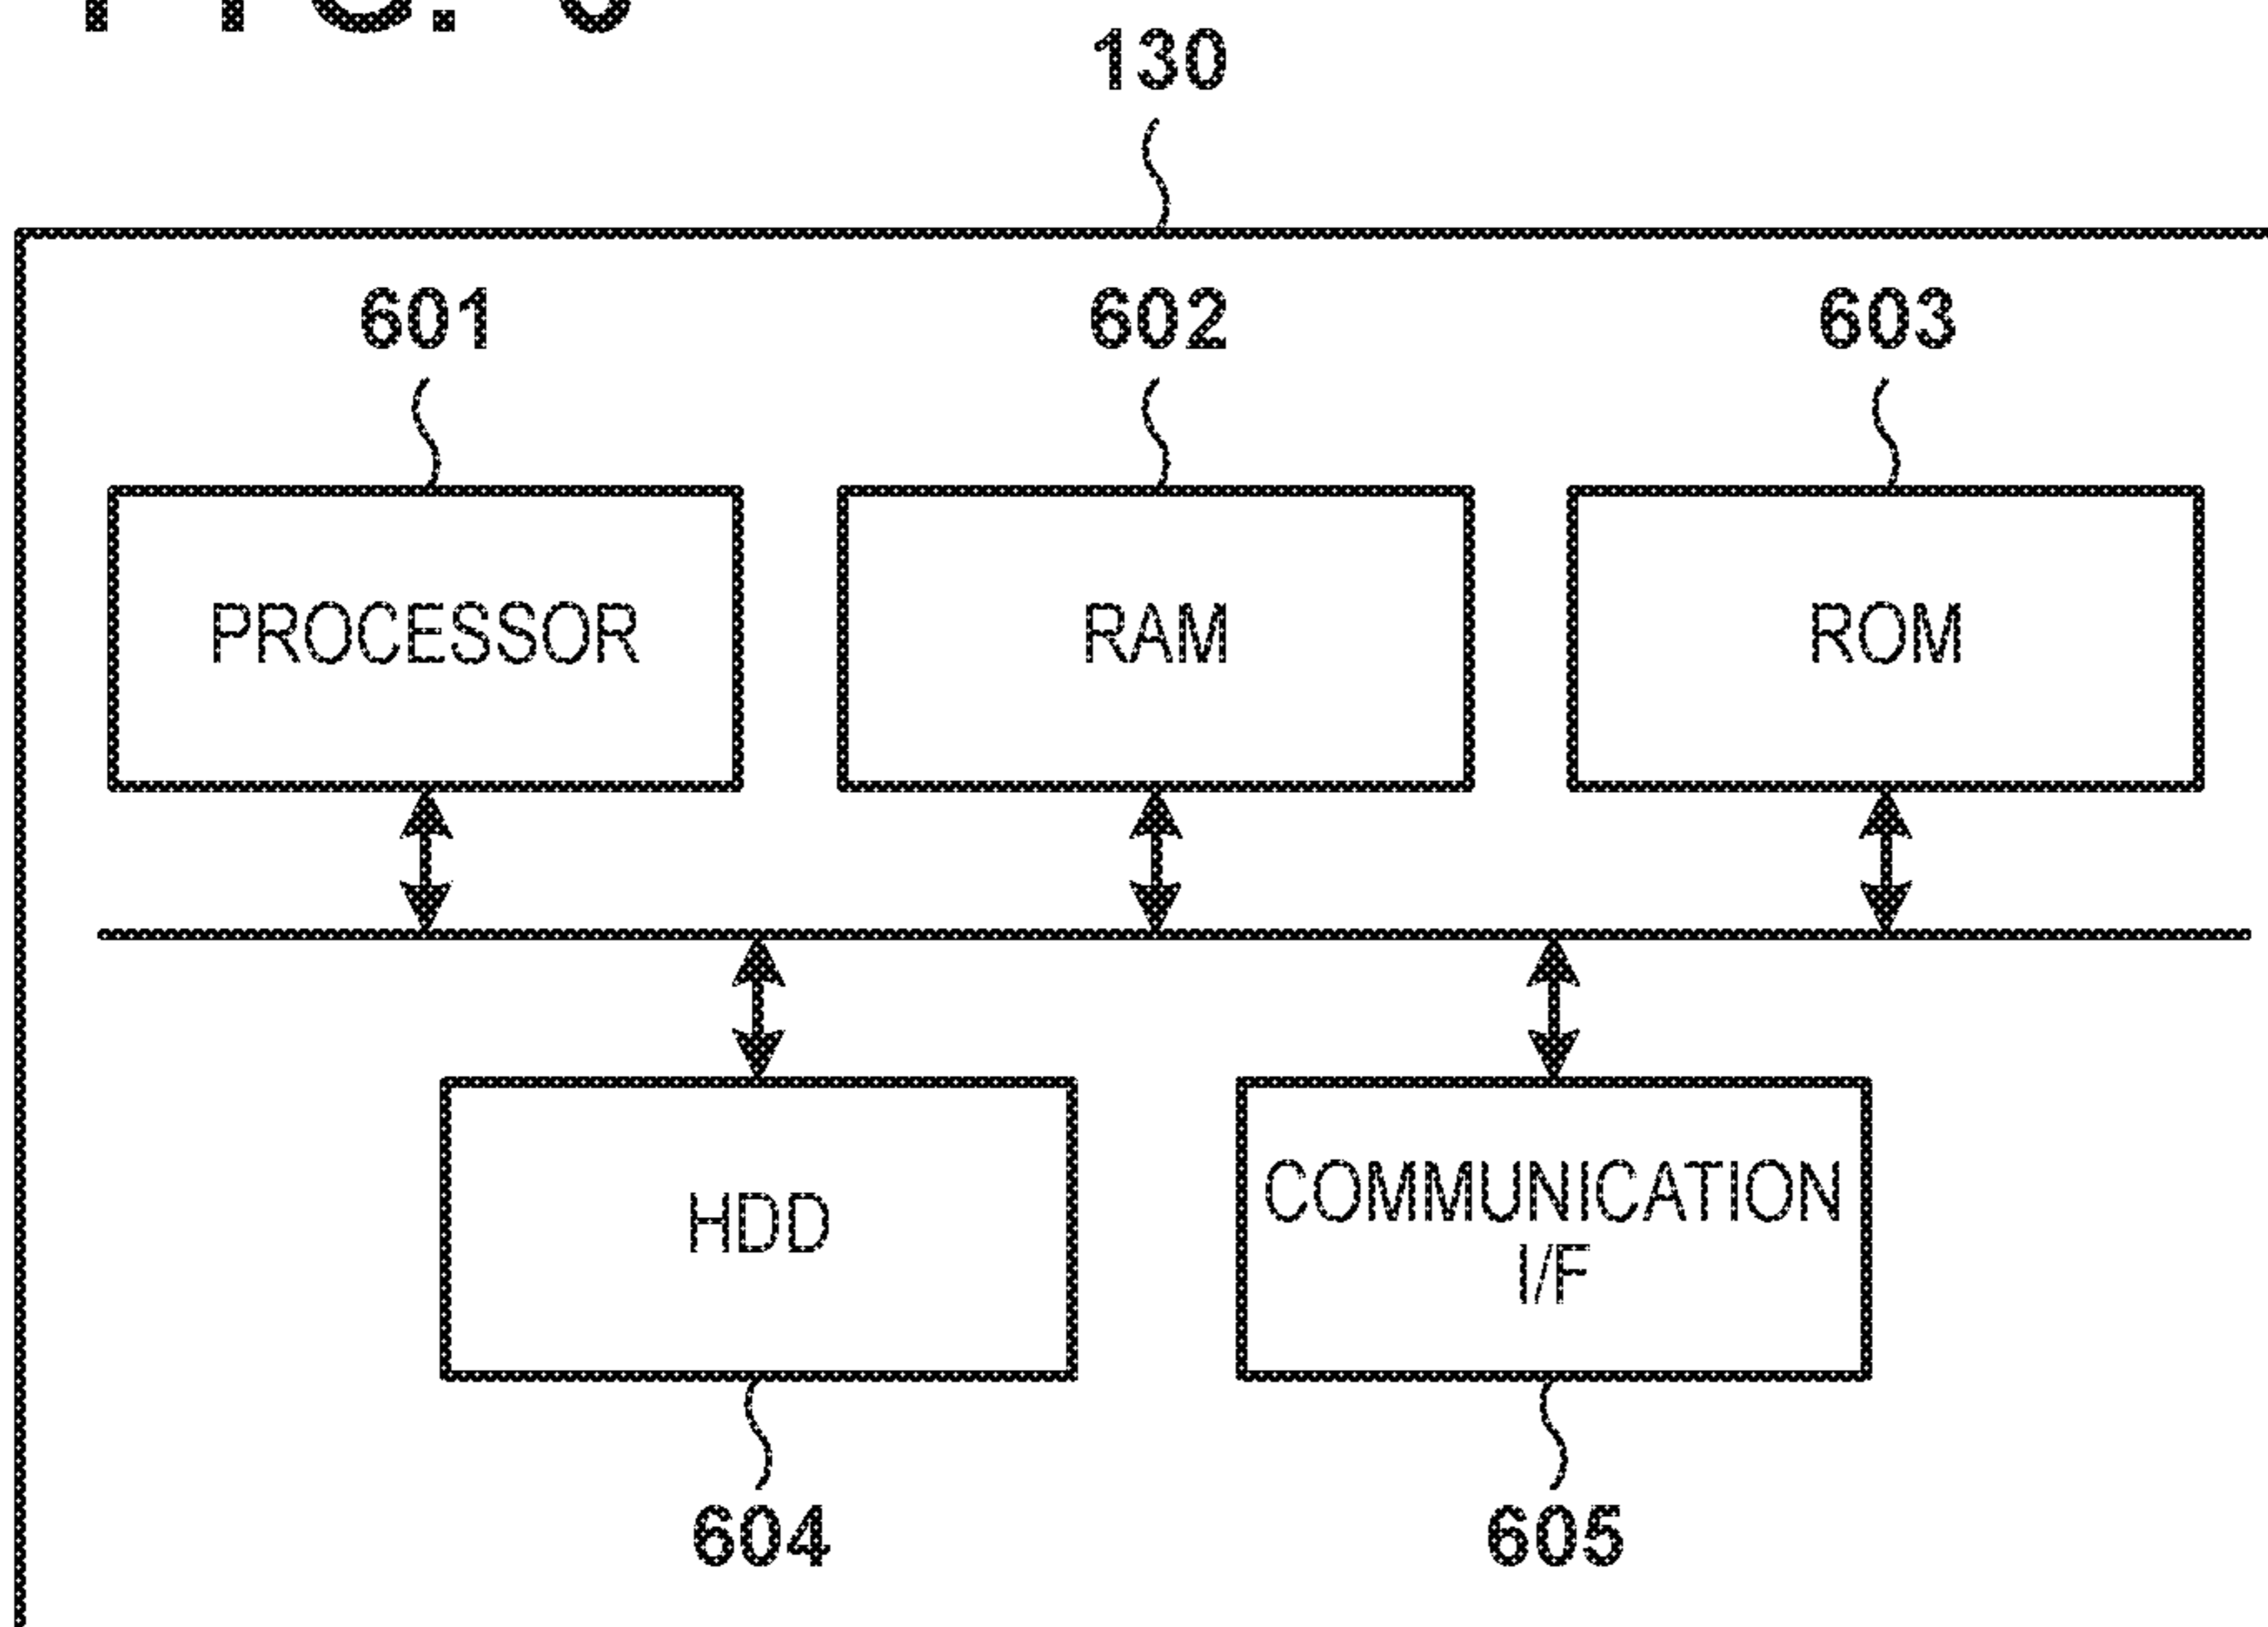 130
601 602 603
PROCESSOR RAM ROM
HDD COMMUNICATION
I/F
604 605